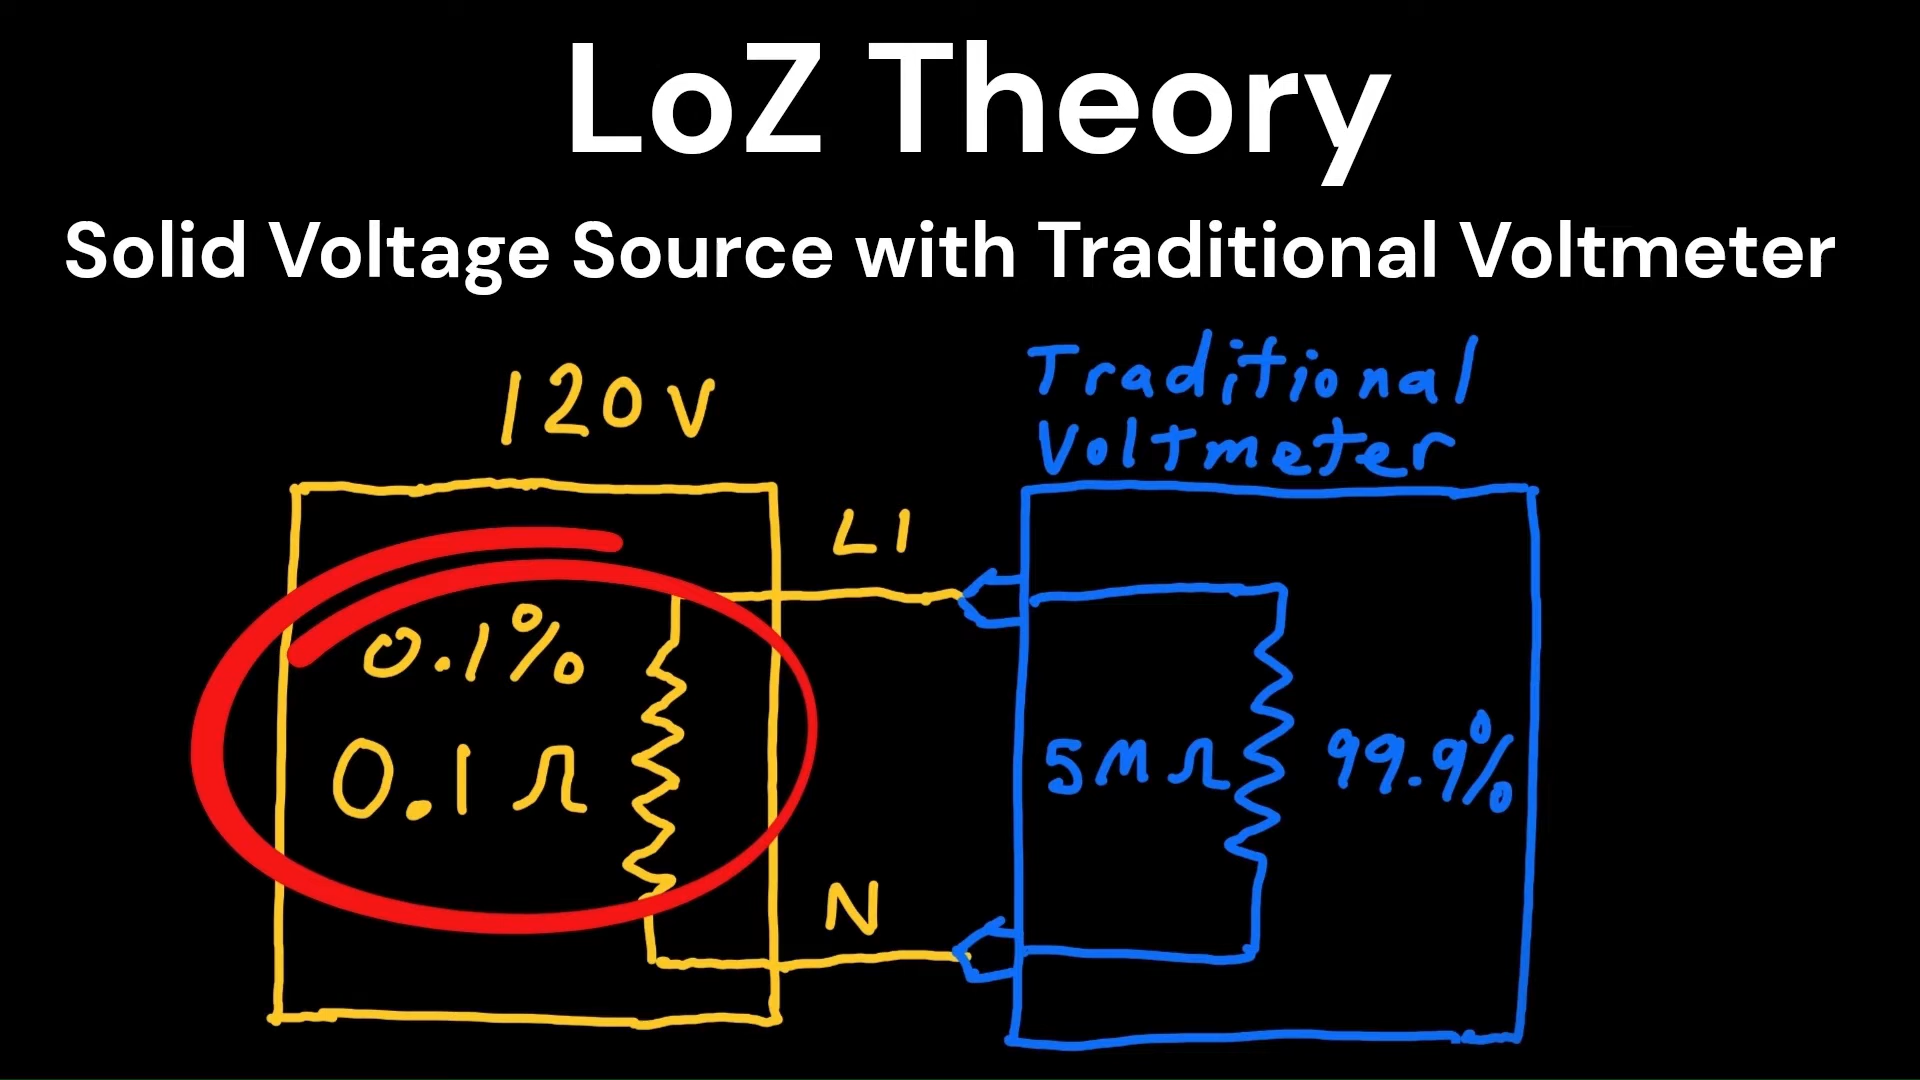 LoZ Theory
Solid Voltage Source with Traditional Voltmeter
120V
Traditional
Voltmeter
L1
0.1%
0.1Ω
5MΩ
99.9%
N